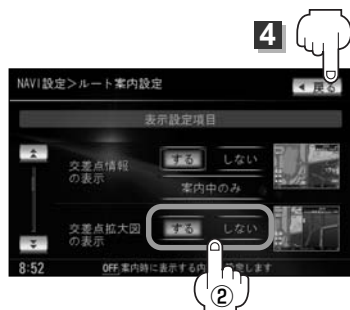 4
NAVI設定>ルート案内設定
◀ 戻る
表示設定項目
交差点情報
の表示
する しない
案内中のみ
交差点拡大図
の表示
する しない
②
8:52
OFF 案内時に表示する内
定します